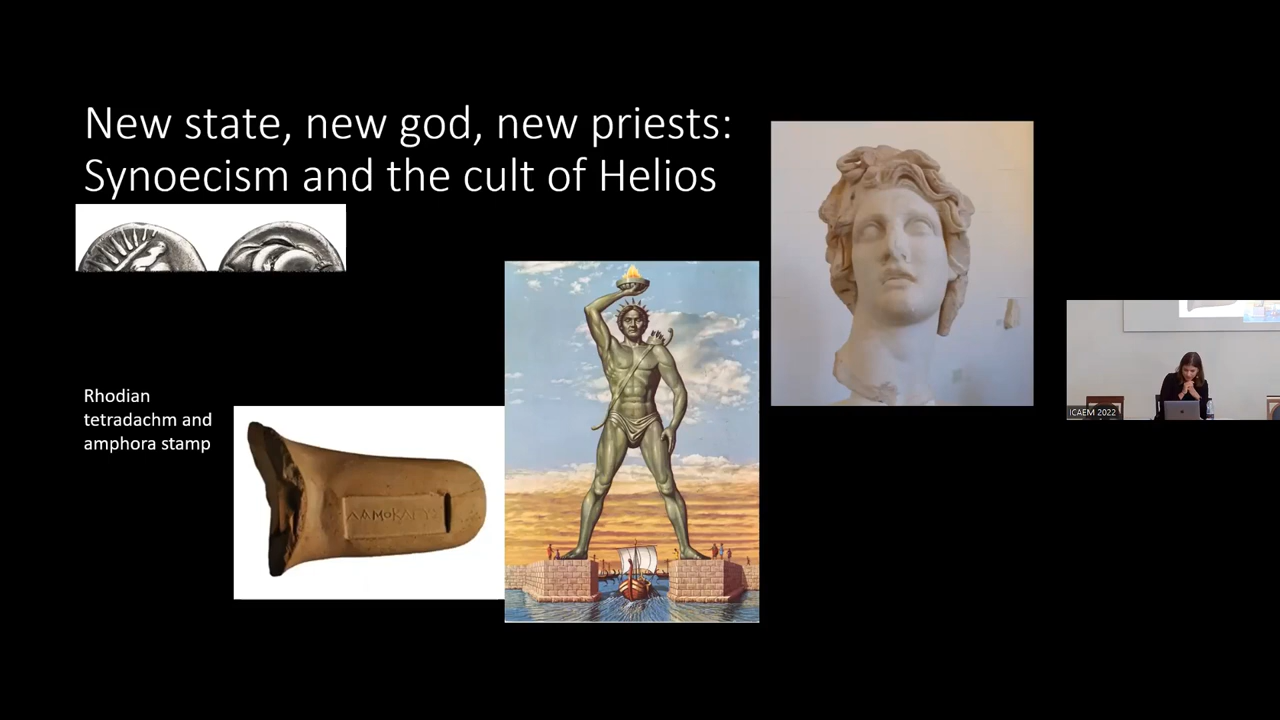 New state, new god, new priests:
Synoecism and the cult of Helios
Rhodian
tetradachm and
amphora stamp
ICAEM 2022